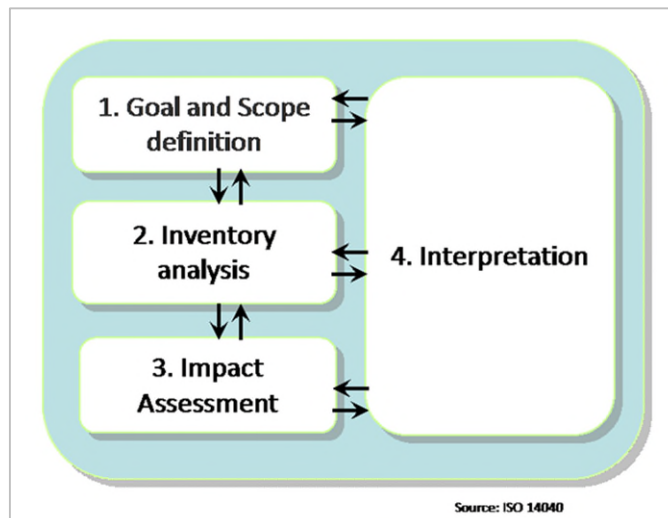 1. Goal and Scope
definition
2. Inventory
analysis
3. Impact
Assessment
4. Interpretation
Source: ISO 14040